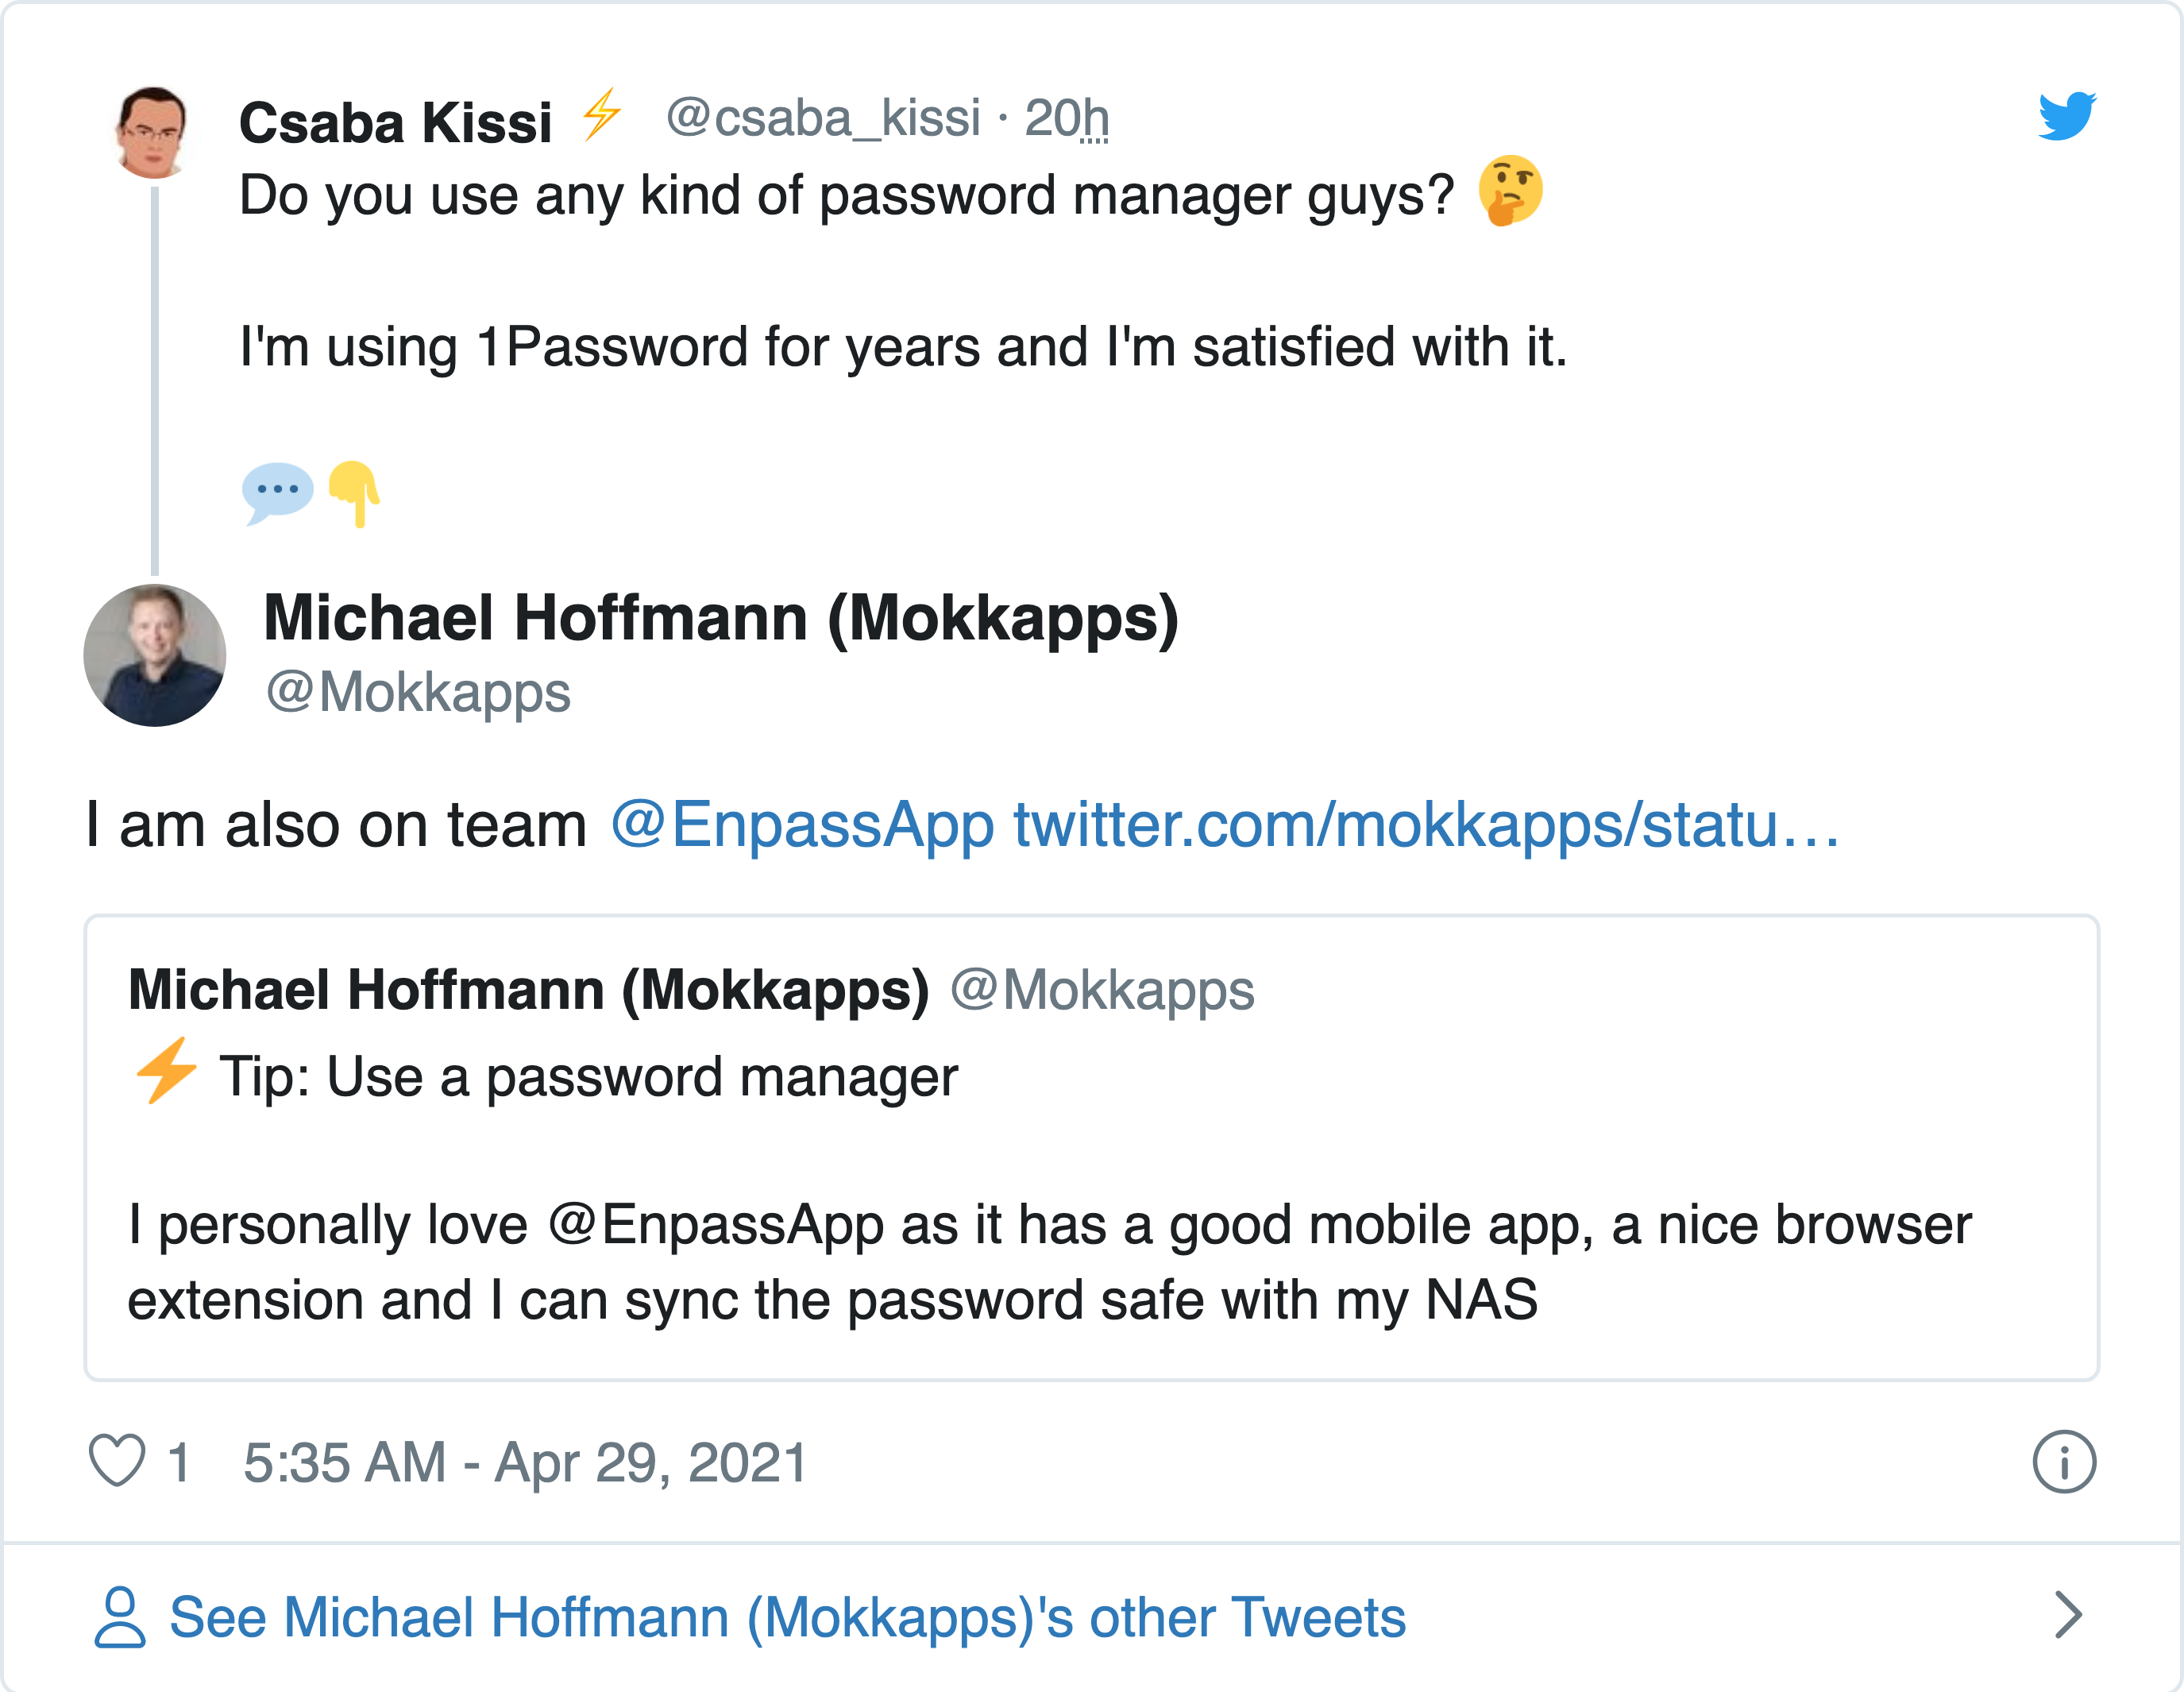 Csaba Kissi ⚡ @csaba_kissi · 20h
Do you use any kind of password manager guys? 🤔
I'm using 1Password for years and I'm satisfied with it.
💬👇
Michael Hoffmann (Mokkapps)
@Mokkapps
I am also on team @EnpassApp twitter.com/mokkapps/statu…
Michael Hoffmann (Mokkapps) @Mokkapps
⚡ Tip: Use a password manager
I personally love @EnpassApp as it has a good mobile app, a nice browser
extension and I can sync the password safe with my NAS
1 5:35 AM - Apr 29, 2021
See Michael Hoffmann (Mokkapps)'s other Tweets